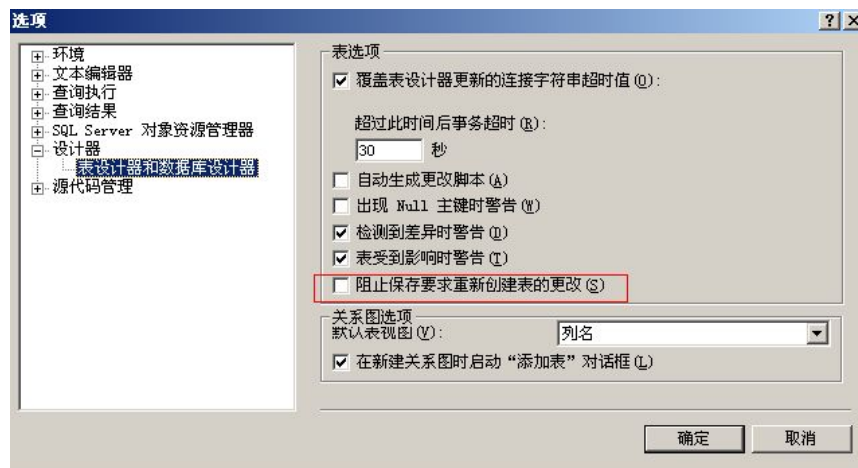 选项
环境
文本编辑器
查询执行
查询结果
SQL Server 对象资源管理器
设计器
表设计器和数据库设计器
源代码管理
表选项
覆盖表设计器更新的连接字符串超时值(O):
超过此时间后事务超时(R):
30 秒
自动生成更改脚本(A)
出现 Null 主键时警告(W)
检测到差异时警告(D)
表受到影响时警告(T)
阻止保存要求重新创建表的更改(S)
关系图选项
默认表视图(V): 列名
在新建关系图时启动“添加表”对话框(L)
确定 取消